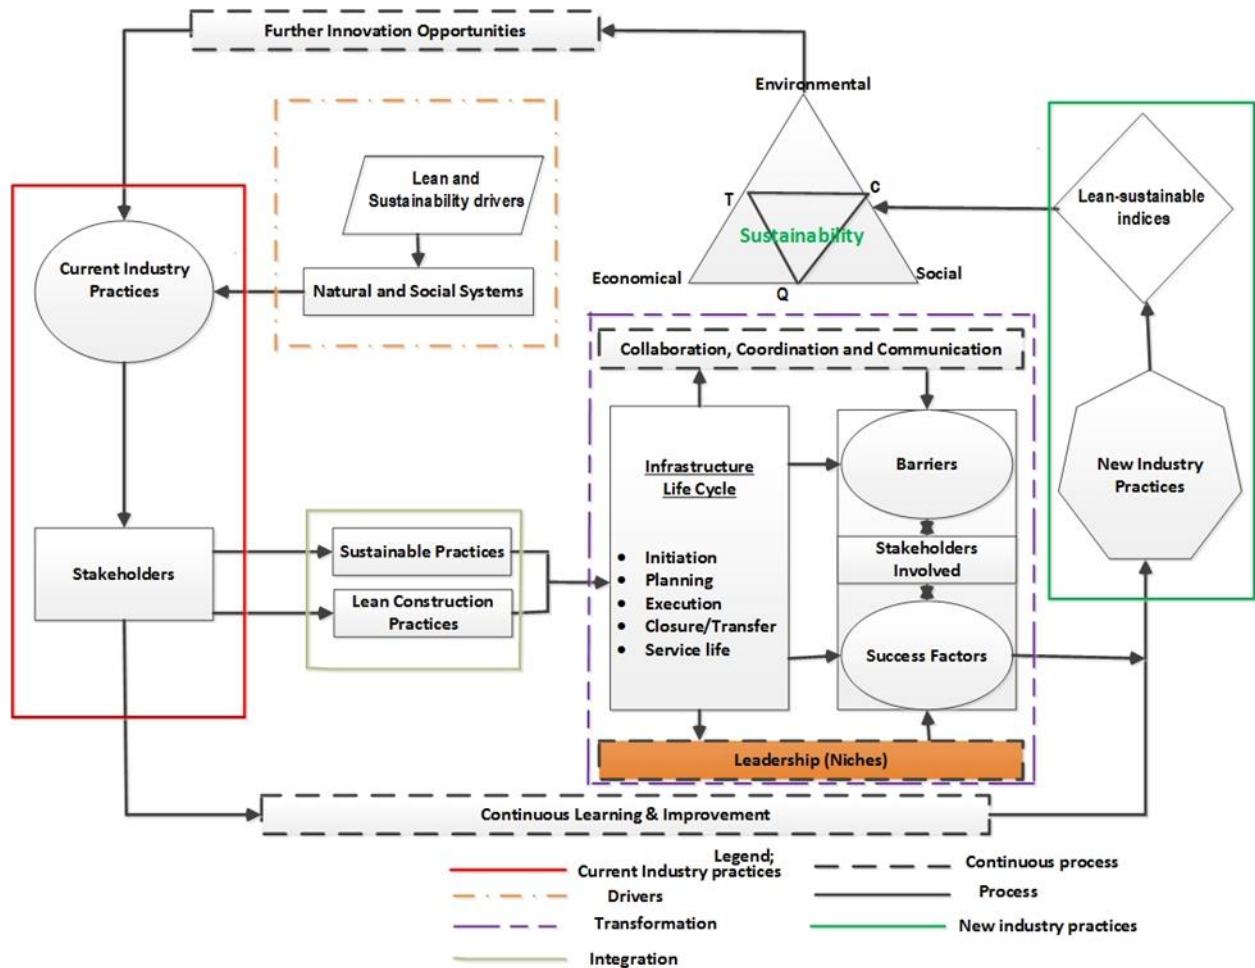 Further Innovation Opportunities
Environmental
Lean and
Sustainability drivers
T
C
Lean-sustainable
indices
Sustainability
Current Industry
Practices
Natural and Social Systems
Economical
Social
Q
Collaboration, Coordination and Communication
Infrastructure
Life Cycle
Barriers
New Industry
Practices
Stakeholders
Sustainable Practices
Lean Construction
Practices
• Initiation
• Planning
• Execution
• Closure/Transfer
• Service life
Stakeholders
Involved
Success Factors
Leadership (Niches)
Continuous Learning & Improvement
Legend;
Current Industry practices
Continuous process
Drivers
Process
Transformation
New industry practices
Integration